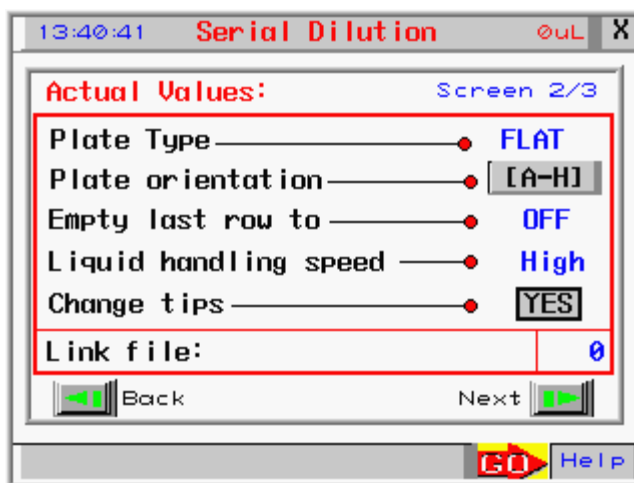 13:40:41 Serial Dilution 0uL X
Actual Values: Screen 2/3
Plate Type FLAT
Plate orientation [A-H]
Empty last row to OFF
Liquid handling speed High
Change tips YES
Link file: 0
Back Next
GO Help